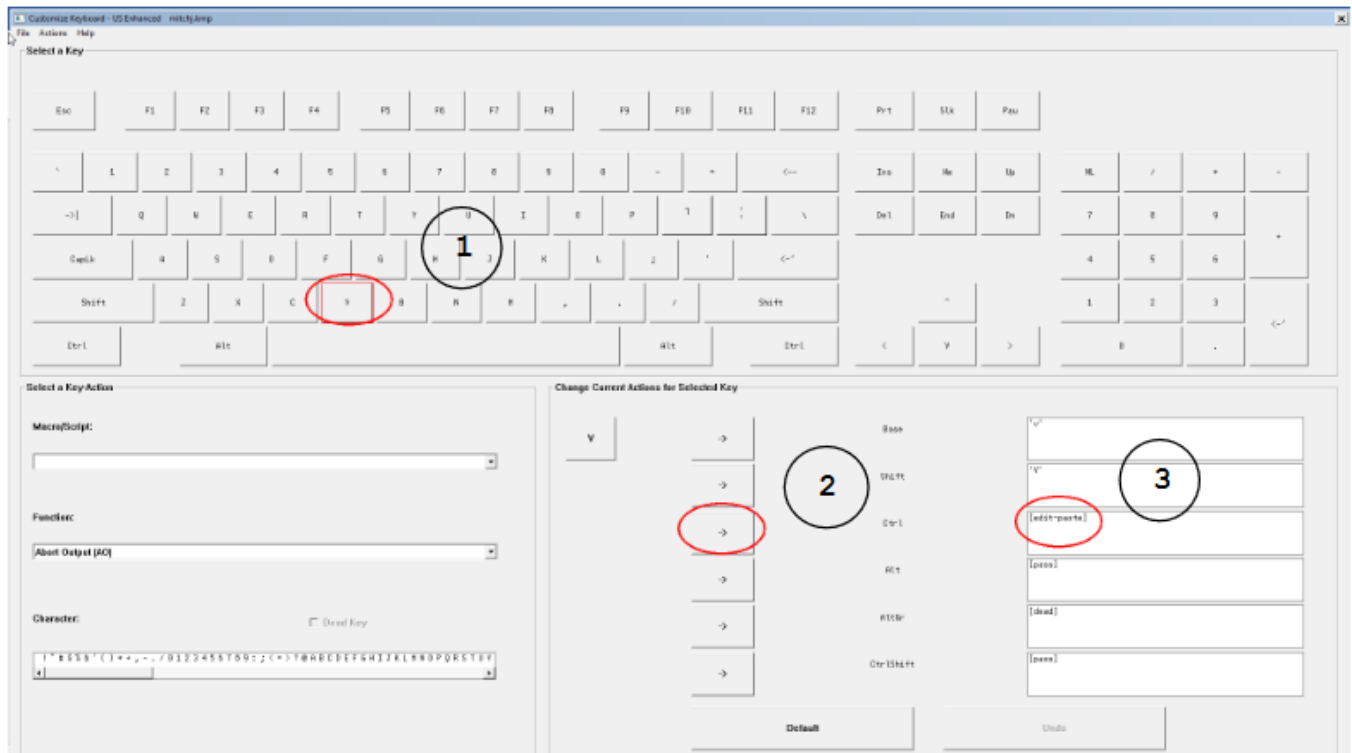 Customize Keyboard - US Enhanced mitchj.kmp
File Actions Help
Select a Key
Esc F1 F2 F3 F4 F5 F6 F7 F8 F9 F10 F11 F12 Prt Slk Pau
` 1 2 3 4 5 6 7 8 9 0 - = <-- Ins Hm Up NL / * -
->| Q W E R T Y U I O P \ Del End Dn 7 8 9 +
CapLk A S D F G H J K L ; ' <-' 4 5 6
1
Shift Z X C V B N M , . / Shift ^ 1 2 3 <-'
Ctrl Alt Alt Ctrl < V > 0 .
Select a Key-Action
Change Current Actions for Selected Key
Macro/Script:
V -> Base 'v'
-> Shift 'V'
2
3
Function:
-> Ctrl [edit-paste]
Abort Output (AO)
-> Alt [pass]
Character:
Dead Key
-> AltGr [dead]
!"#$%&'()*+,-./0123456789:;<=>?@ABCDEFGHIJKLMNOPQRSTUV
-> CtrlShift [pass]
Default Undo